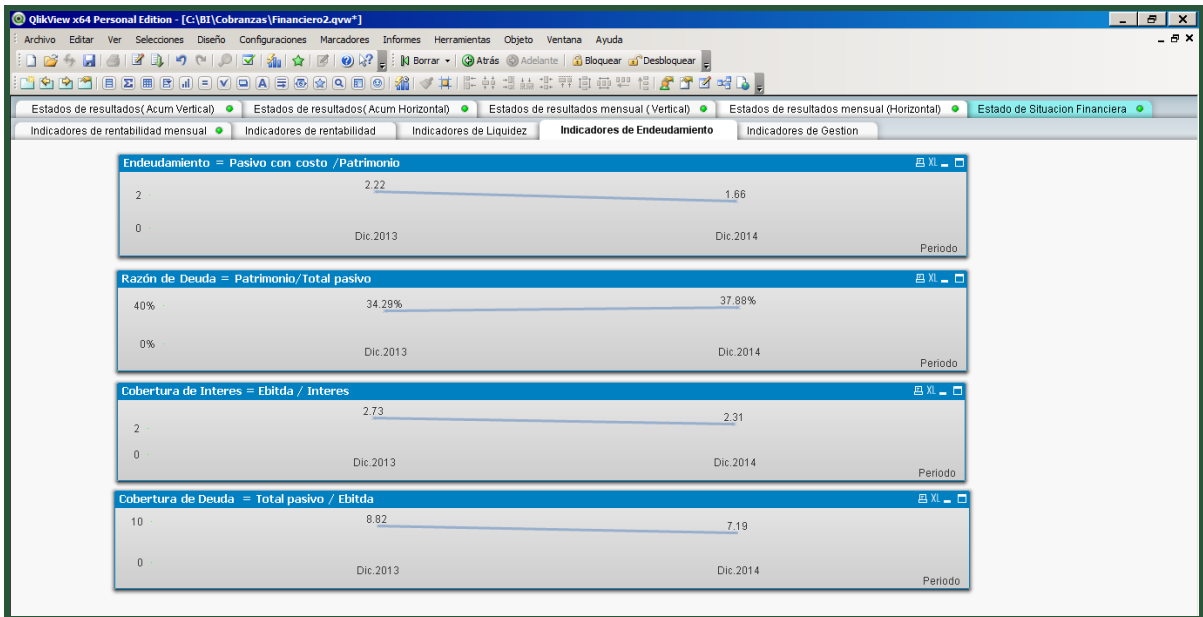 QlikView x64 Personal Edition - [C:\BI\Cobranzas\Financiero2.qvw*]
Archivo Editar Ver Selecciones Diseño Configuraciones Marcadores Informes Herramientas Objeto Ventana Ayuda
Borrar Atrás Adelante Bloquear Desbloquear
Estados de resultados( Acum Vertical) Estados de resultados( Acum Horizontal) Estados de resultados mensual ( Vertical) Estados de resultados mensual (Horizontal) Estado de Situacion Financiera
Indicadores de rentabilidad mensual Indicadores de rentabilidad Indicadores de Liquidez Indicadores de Endeudamiento Indicadores de Gestion
Endeudamiento = Pasivo con costo /Patrimonio XL
2.22
2 1.66
0
Dic.2013 Dic.2014
Periodo
Razón de Deuda = Patrimonio/Total pasivo XL
40% 34.29% 37.88%
0%
Dic.2013 Dic.2014
Periodo
Cobertura de Interes = Ebitda / Interes XL
2.73 2.31
2
0
Dic.2013 Dic.2014
Periodo
Cobertura de Deuda = Total pasivo / Ebitda XL
10 8.82 7.19
0
Dic.2013 Dic.2014
Periodo